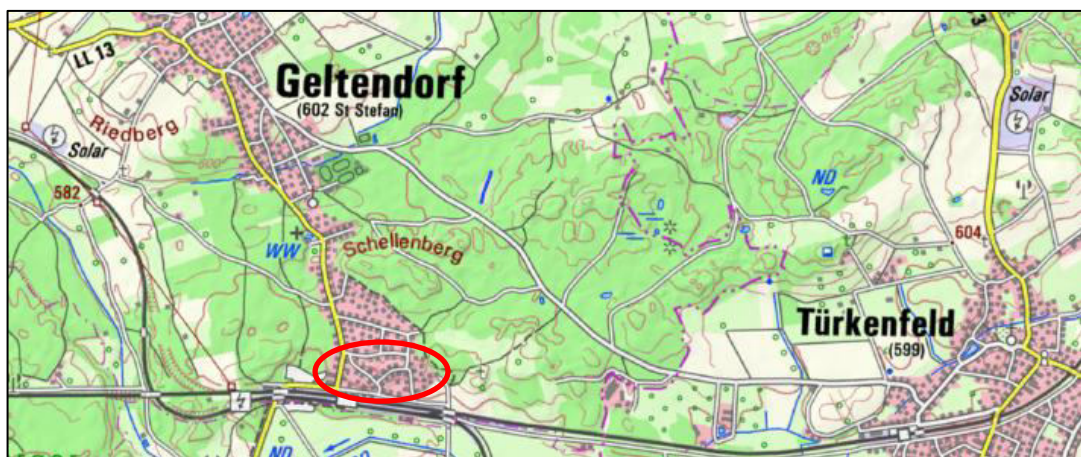 LL 13
Geltendorf
(602 St Stefan)
Riedberg
Solar
582
WW
Schellenberg
ND
Solar
604
Türkenfeld
(599)
ND